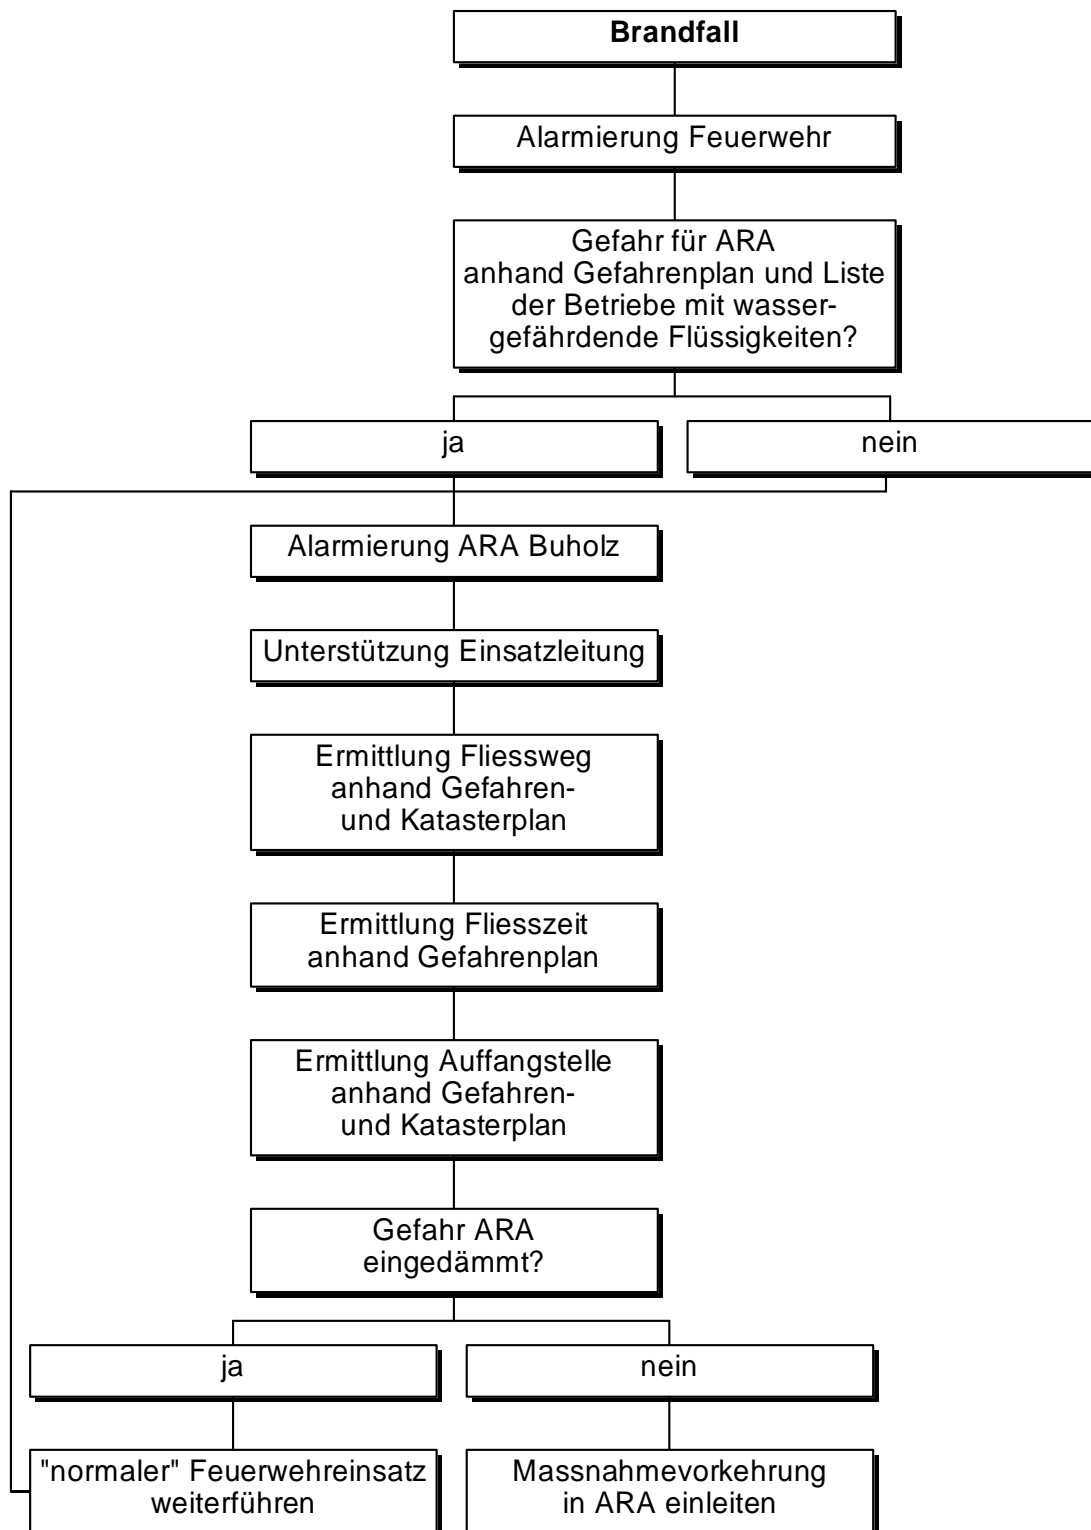 Brandfall
Alarmierung Feuerwehr
Gefahr für ARA
anhand Gefahrenplan und Liste
der Betriebe mit wasser-
gefährdende Flüssigkeiten?
ja
nein
Alarmierung ARA Buholz
Unterstützung Einsatzleitung
Ermittlung Fliessweg
anhand Gefahren-
und Katasterplan
Ermittlung Fliesszeit
anhand Gefahrenplan
Ermittlung Auffangstelle
anhand Gefahren-
und Katasterplan
Gefahr ARA
eingedämmt?
ja
nein
"normaler" Feuerwehreinsatz
weiterführen
Massnahmevorkehrung
in ARA einleiten